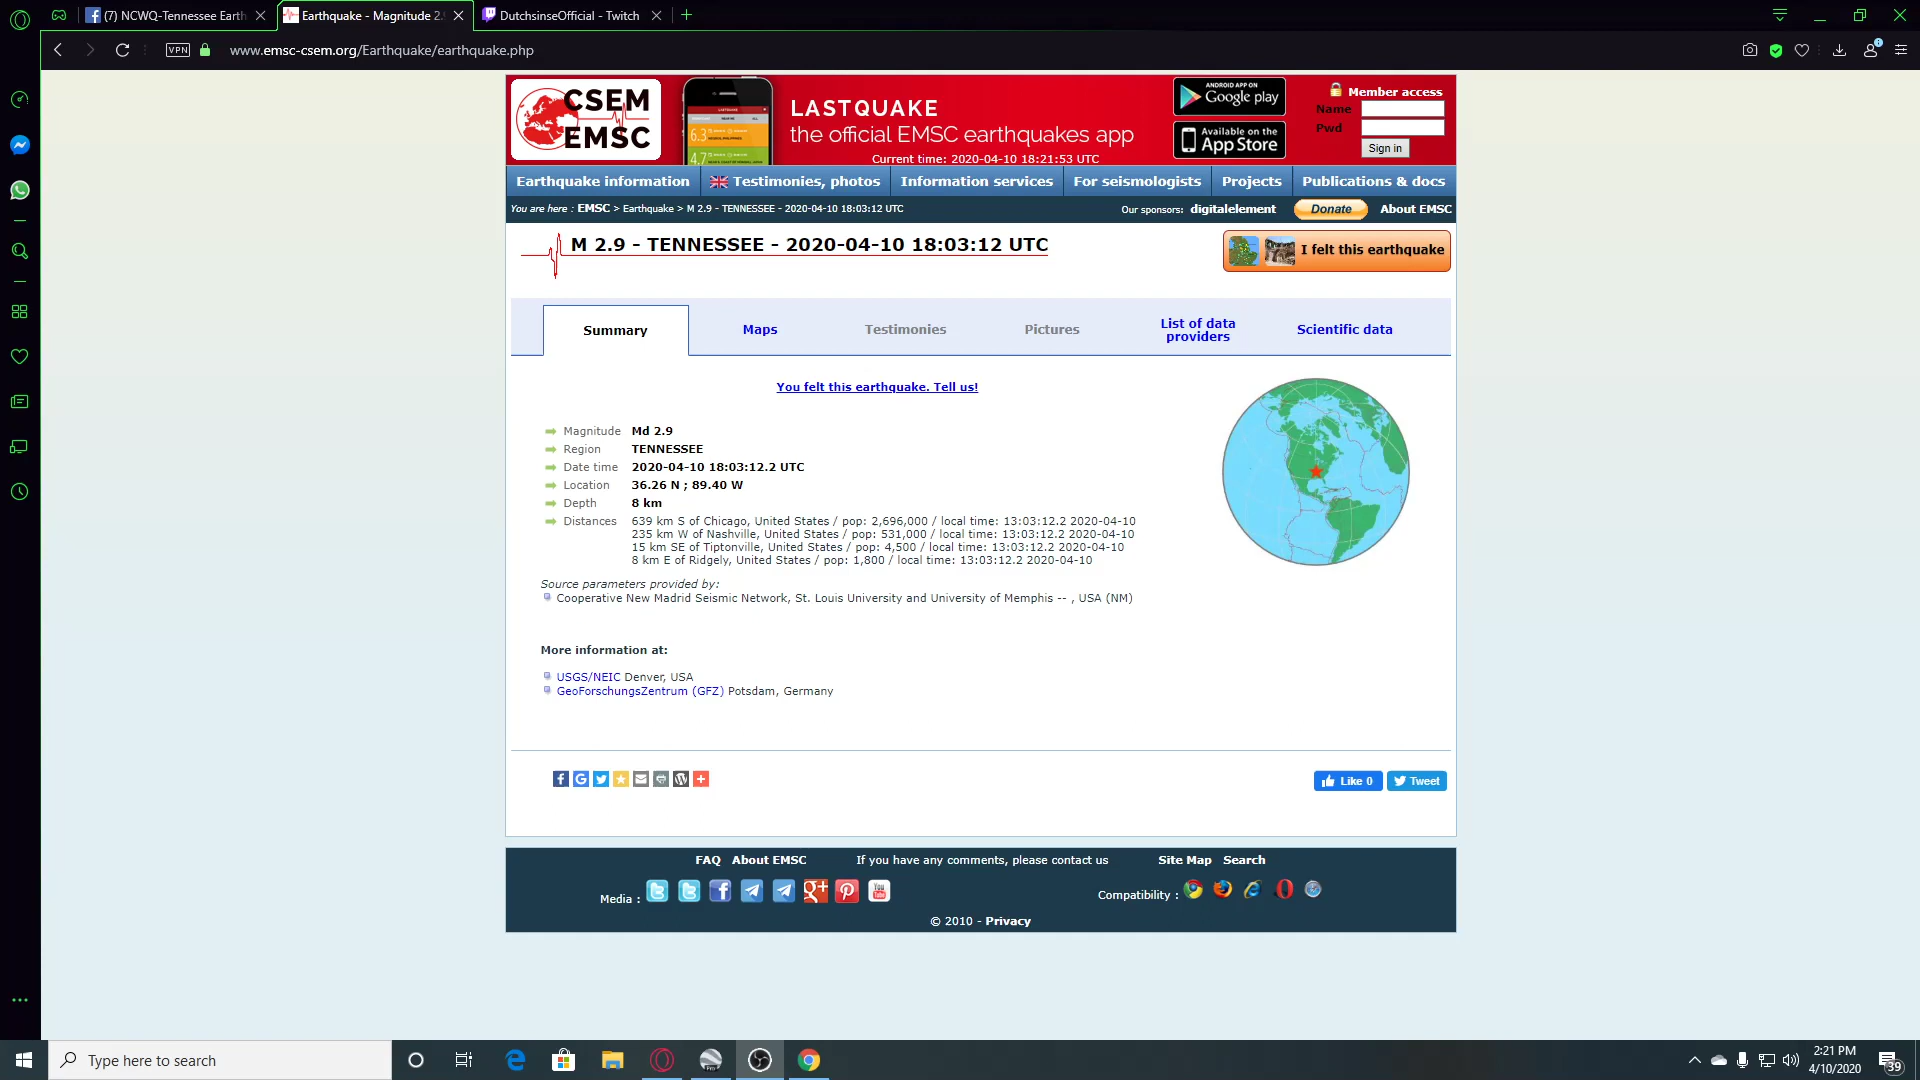 (7) NCWQ-Tennessee Earth
Earthquake - Magnitude 2.
DutchsinseOfficial - Twitch
VPN
www.emsc-csem.org/Earthquake/earthquake.php
CSEM
EMSC
LASTQUAKE
the official EMSC earthquakes app
Current time: 2020-04-10 18:21:53 UTC
ANDROID APP ON
Google play
Available on the
App Store
Member access
Name
Pwd
Sign in
Earthquake information
Testimonies, photos
Information services
For seismologists
Projects
Publications & docs
You are here : EMSC > Earthquake > M 2.9 - TENNESSEE - 2020-04-10 18:03:12 UTC
Our sponsors: digitalelement
Donate
About EMSC
M 2.9 - TENNESSEE - 2020-04-10 18:03:12 UTC
I felt this earthquake
Summary
Maps
Testimonies
Pictures
List of data
providers
Scientific data
You felt this earthquake. Tell us!
Magnitude Md 2.9
Region TENNESSEE
Date time 2020-04-10 18:03:12.2 UTC
Location 36.26 N ; 89.40 W
Depth 8 km
Distances 639 km S of Chicago, United States / pop: 2,696,000 / local time: 13:03:12.2 2020-04-10
235 km W of Nashville, United States / pop: 531,000 / local time: 13:03:12.2 2020-04-10
15 km SE of Tiptonville, United States / pop: 4,500 / local time: 13:03:12.2 2020-04-10
8 km E of Ridgely, United States / pop: 1,800 / local time: 13:03:12.2 2020-04-10
Source parameters provided by:
Cooperative New Madrid Seismic Network, St. Louis University and University of Memphis -- , USA (NM)
More information at:
USGS/NEIC Denver, USA
GeoForschungsZentrum (GFZ) Potsdam, Germany
Like 0
Tweet
FAQ About EMSC If you have any comments, please contact us Site Map Search
Media :
Compatibility :
© 2010 - Privacy
Type here to search
2:21 PM
4/10/2020
39